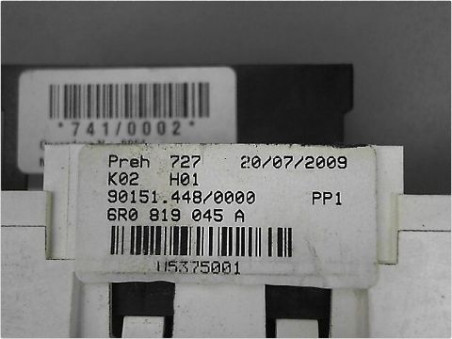 *741/0002*
Preh 727 20/07/2009
K02 H01
90151.448/0000 PP1
6R0 819 045 A
U5375001